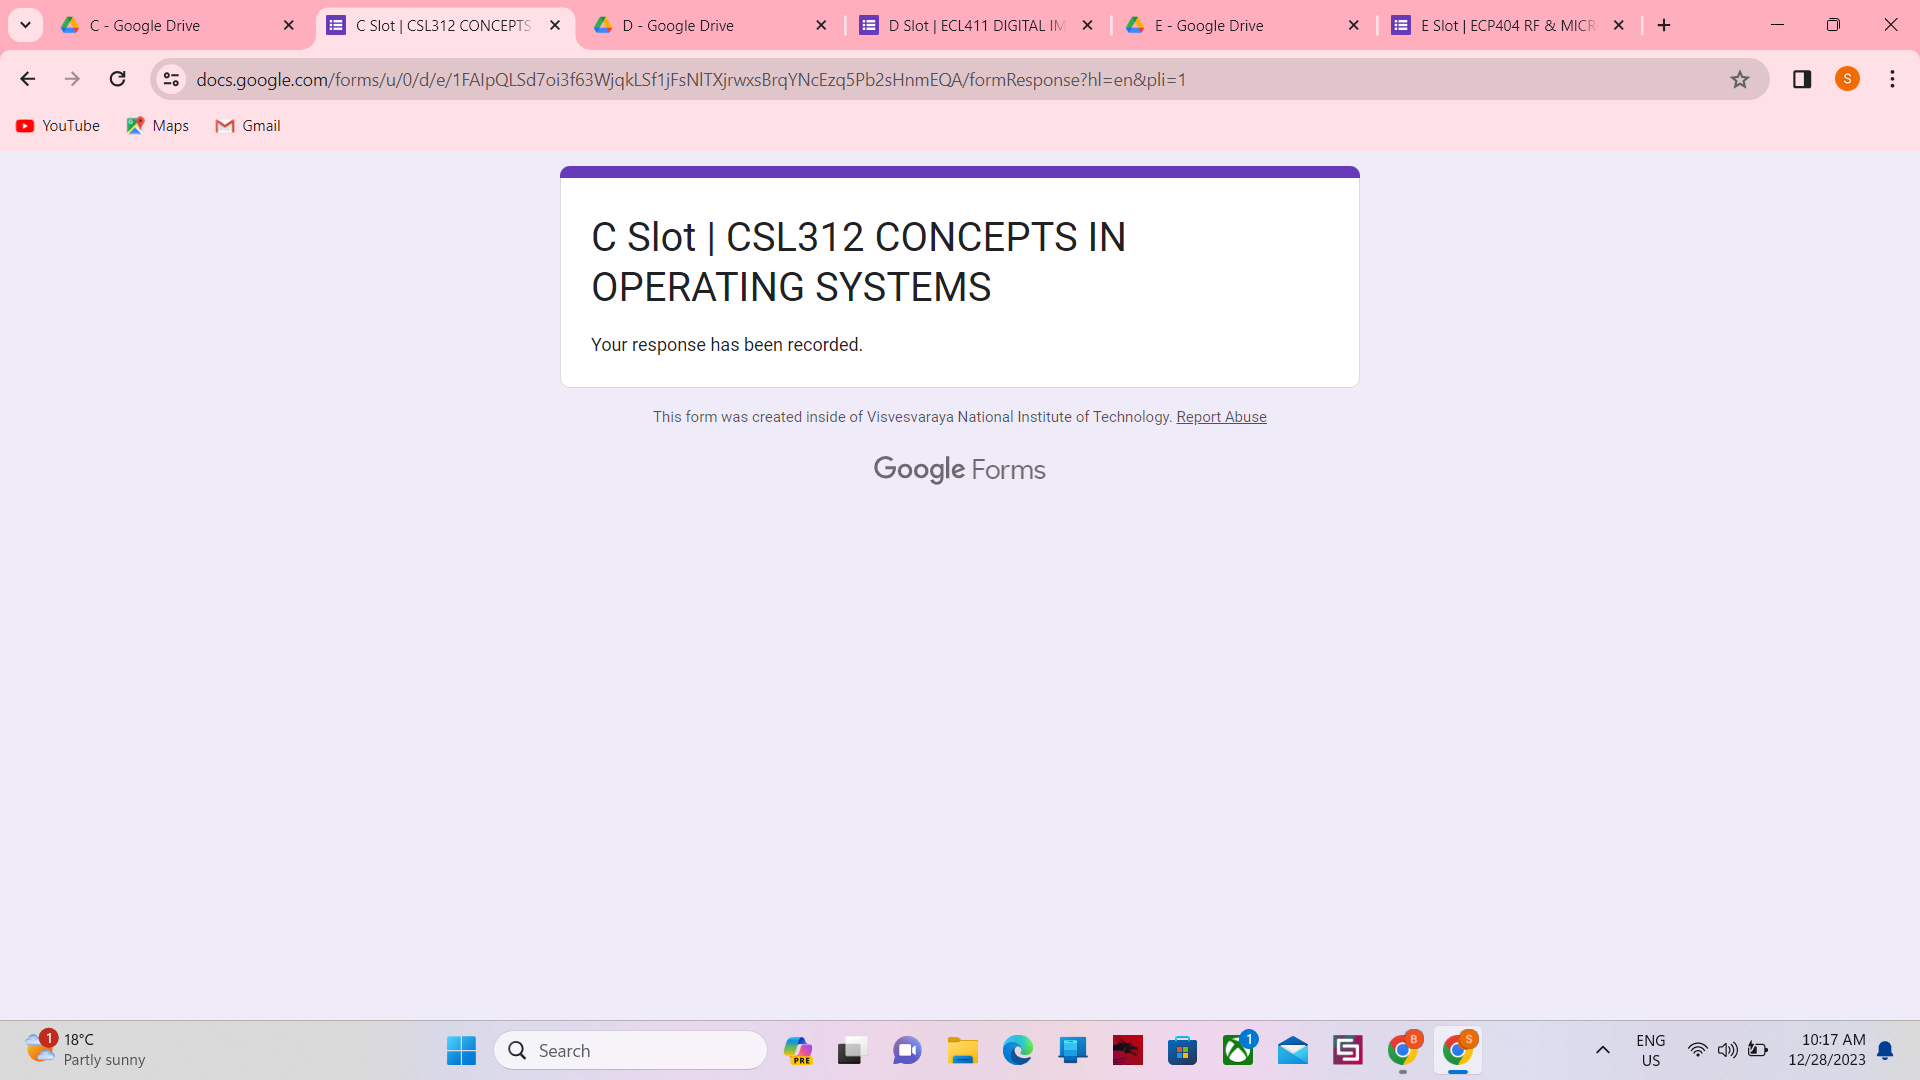 C - Google Drive
C Slot | CSL312 CONCEPTS
D - Google Drive
D Slot | ECL411 DIGITAL IM
E - Google Drive
E Slot | ECP404 RF & MICR
docs.google.com/forms/u/0/d/e/1FAIpQLSd7oi3f63WjqkLSf1jFsNlTXjrwxsBrqYNcEzq5Pb2sHnmEQA/formResponse?hl=en&pli=1
S
YouTube
Maps
Gmail
C Slot | CSL312 CONCEPTS IN
OPERATING SYSTEMS
Your response has been recorded.
This form was created inside of Visvesvaraya National Institute of Technology. Report Abuse
Google Forms
1
18°C
Partly sunny
Search
PRE
1
B
S
ENG
US
10:17 AM
12/28/2023